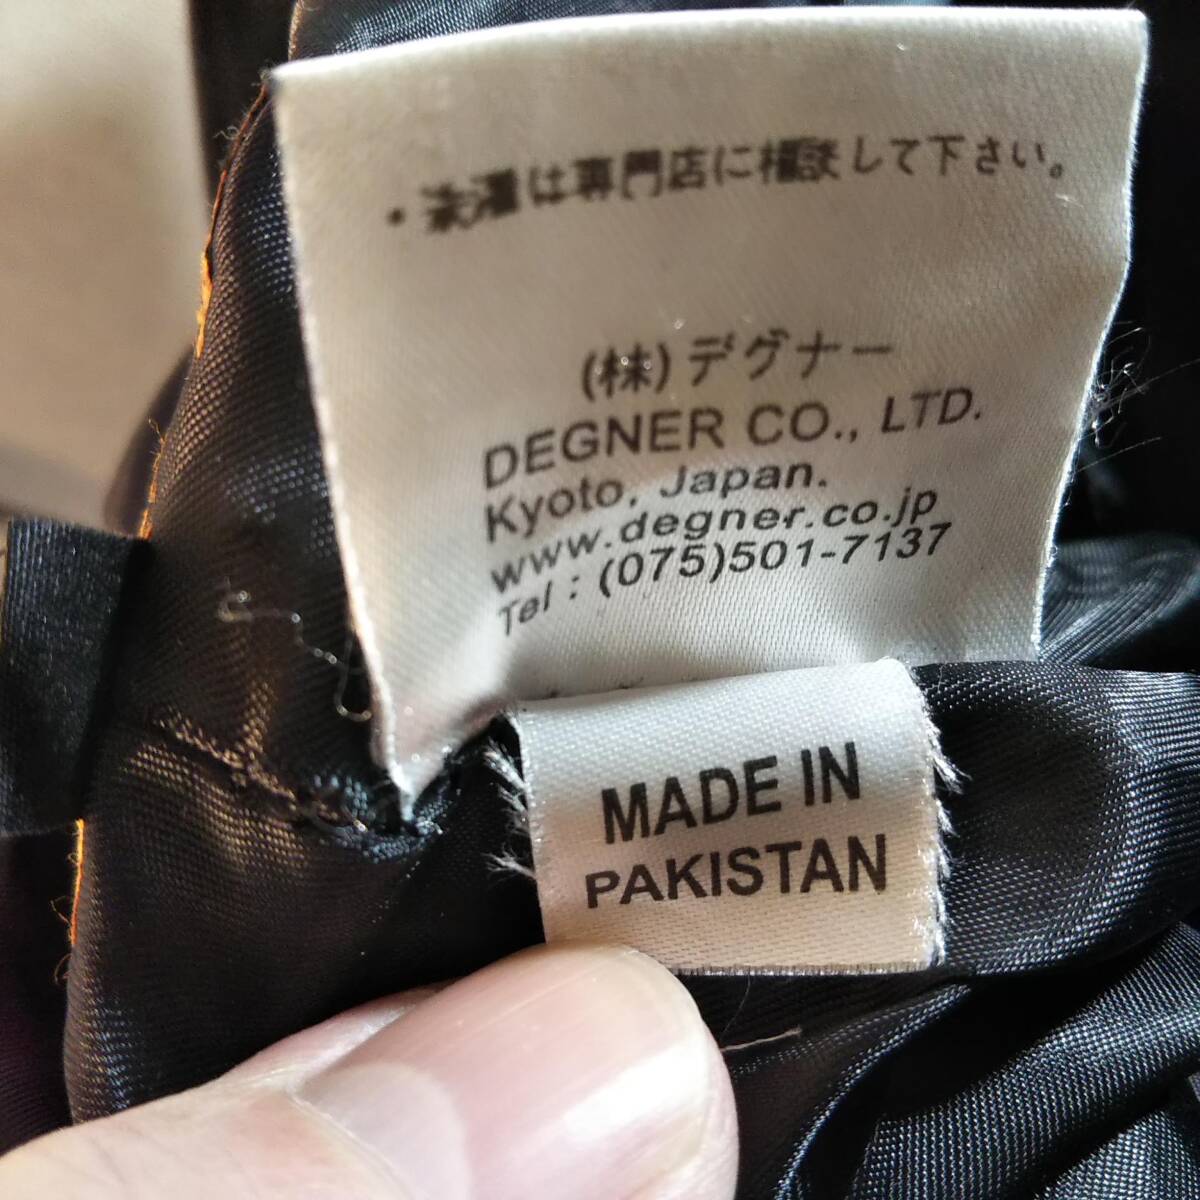 ・洗濯は専門店に相談して下さい。
(株)デグナー
DEGNER CO., LTD.
Kyoto, Japan.
www.degner.co.jp
Tel : (075)501-7137
MADE IN
PAKISTAN